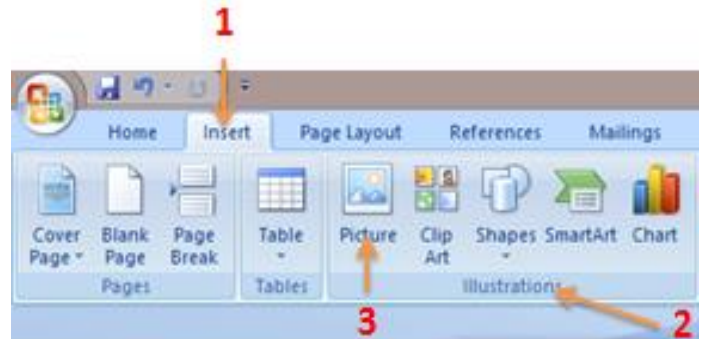 1
Home Insert Page Layout References Mailings
Cover Page Blank Page Page Break Table Picture Clip Art Shapes SmartArt Chart
Pages Tables Illustrations
3 2